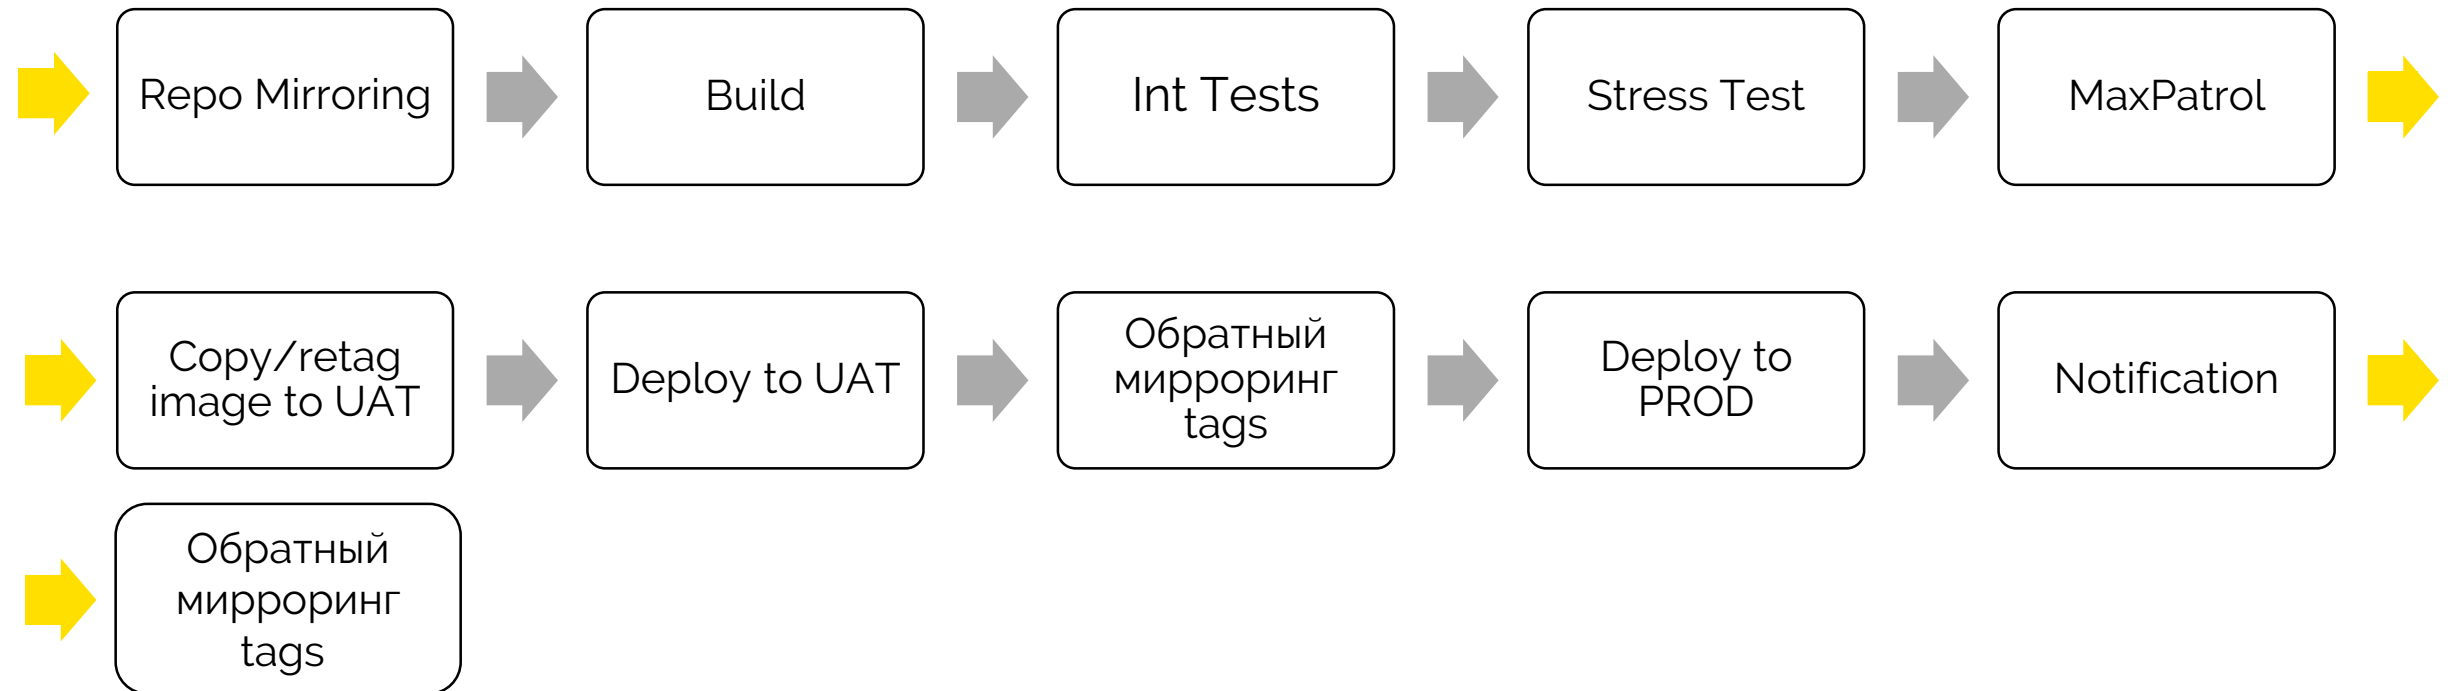 Repo Mirroring
Build
Int Tests
Stress Test
MaxPatrol
Copy/retag
image to UAT
Deploy to UAT
Обратный
мирроринг
tags
Deploy to
PROD
Notification
Обратный
мирроринг
tags